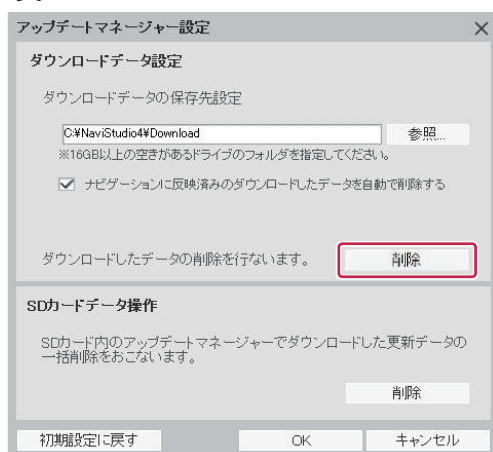 アップデートマネージャー設定
ダウンロードデータ設定
ダウンロードデータの保存先設定
C:¥NaviStudio4¥Download
参照...
※16GB以上の空きがあるドライブのフォルダを指定してください。
ナビゲーションに反映済みのダウンロードしたデータを自動で削除する
ダウンロードしたデータの削除を行ないます。
削除
SDカードデータ操作
SDカード内のアップデートマネージャーでダウンロードした更新データの
一括削除をおこないます。
削除
初期設定に戻す
OK
キャンセル